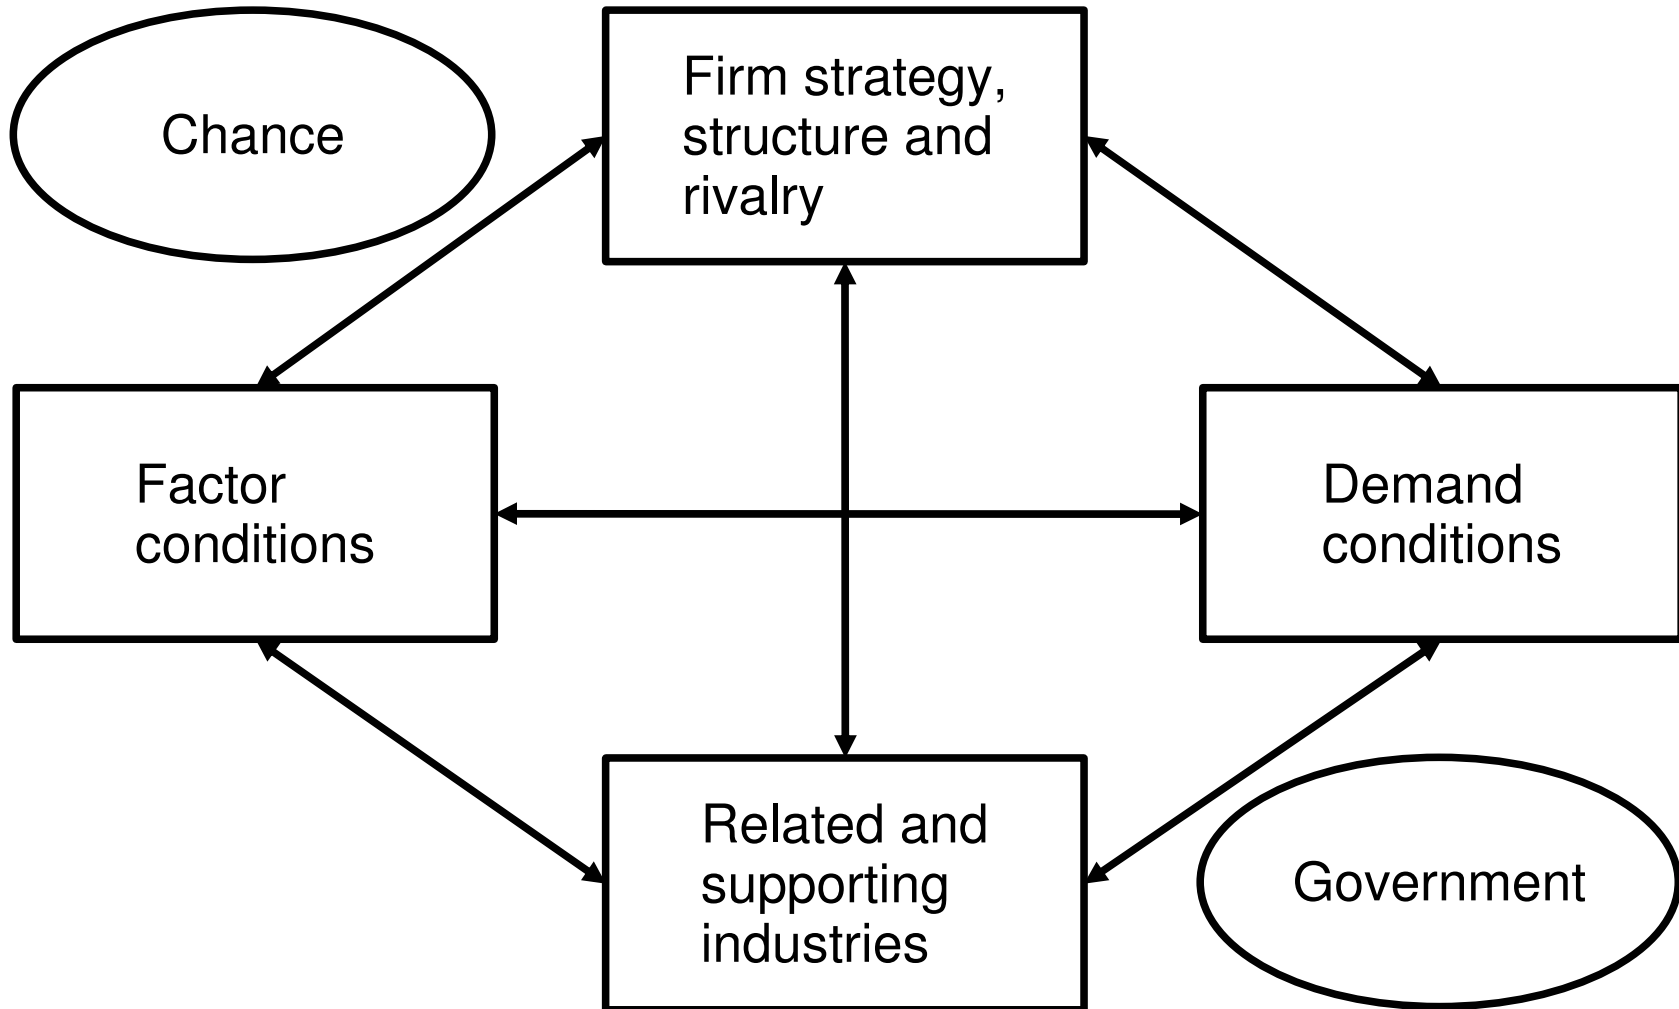 Chance
Firm strategy,
structure and
rivalry
Factor
conditions
Demand
conditions
Related and
supporting
industries
Government